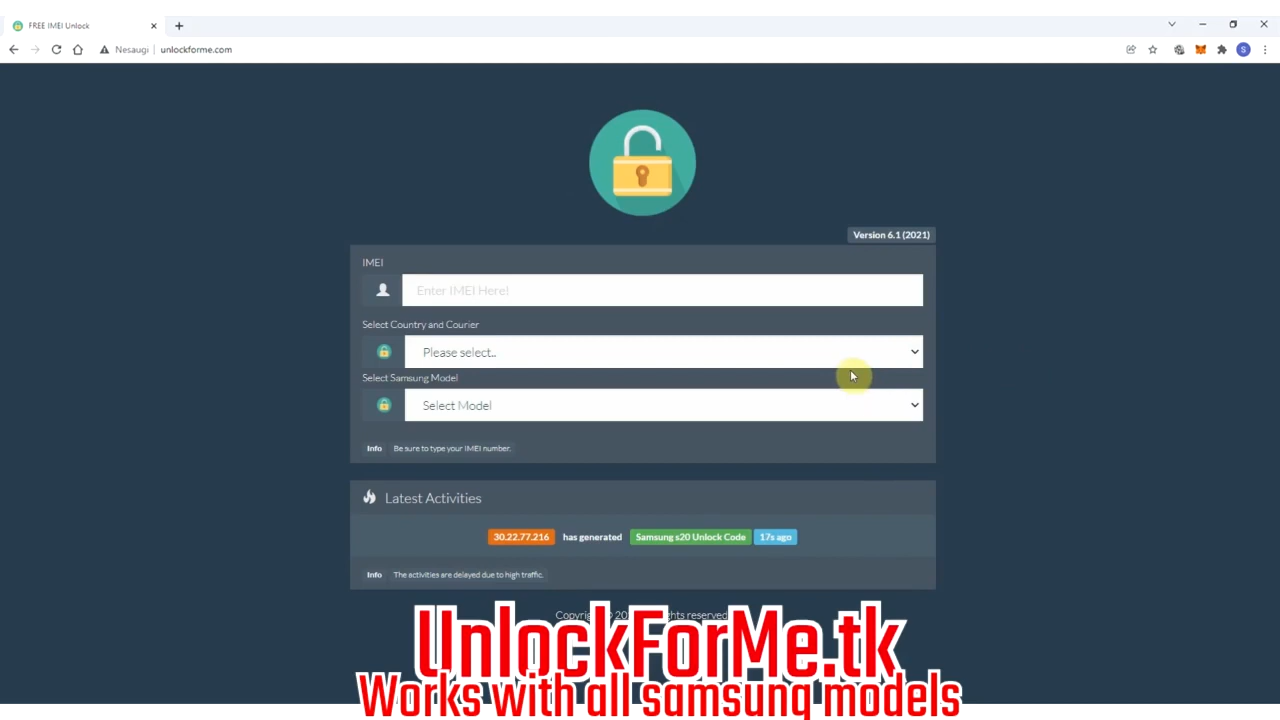 FREE IMEI Unlock
Nesaugi unlockforme.com
S
Version 6.1 (2021)
IMEI
Enter IMEI Here!
Select Country and Courier
Please select..
Select Samsung Model
Select Model
Info Be sure to type your IMEI number.
Latest Activities
30.22.77.216 has generated Samsung s20 Unlock Code 17s ago
Info The activities are delayed due to high traffic.
reserved
UnlockForMe.tk
Works with all samsung models